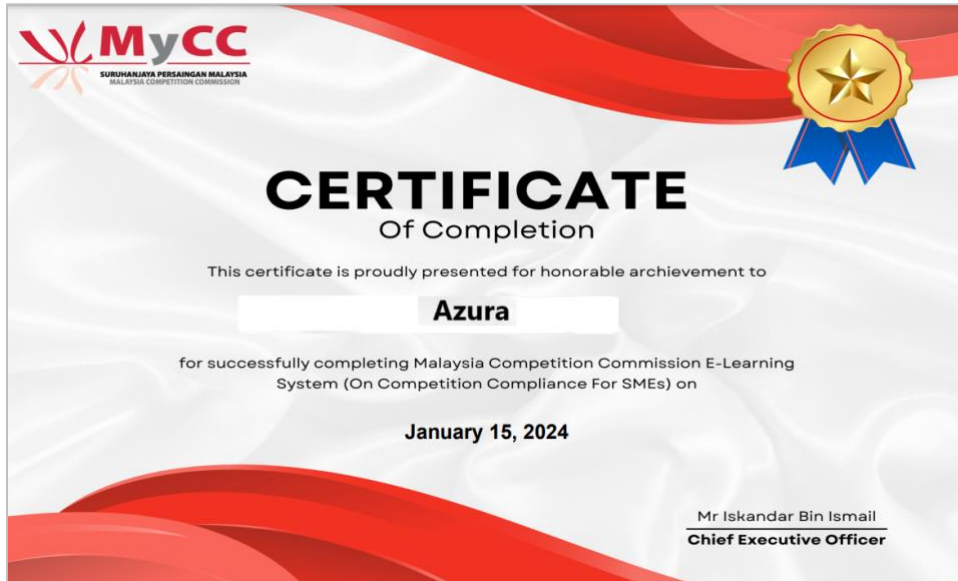 MyCC
SURUHANJAYA PERSAINGAN MALAYSIA
MALAYSIA COMPETITION COMMISSION
CERTIFICATE
Of Completion
This certificate is proudly presented for honorable archievement to
Azura
for successfully completing Malaysia Competition Commission E-Learning
System (On Competition Compliance For SMEs) on
January 15, 2024
Mr Iskandar Bin Ismail
Chief Executive Officer